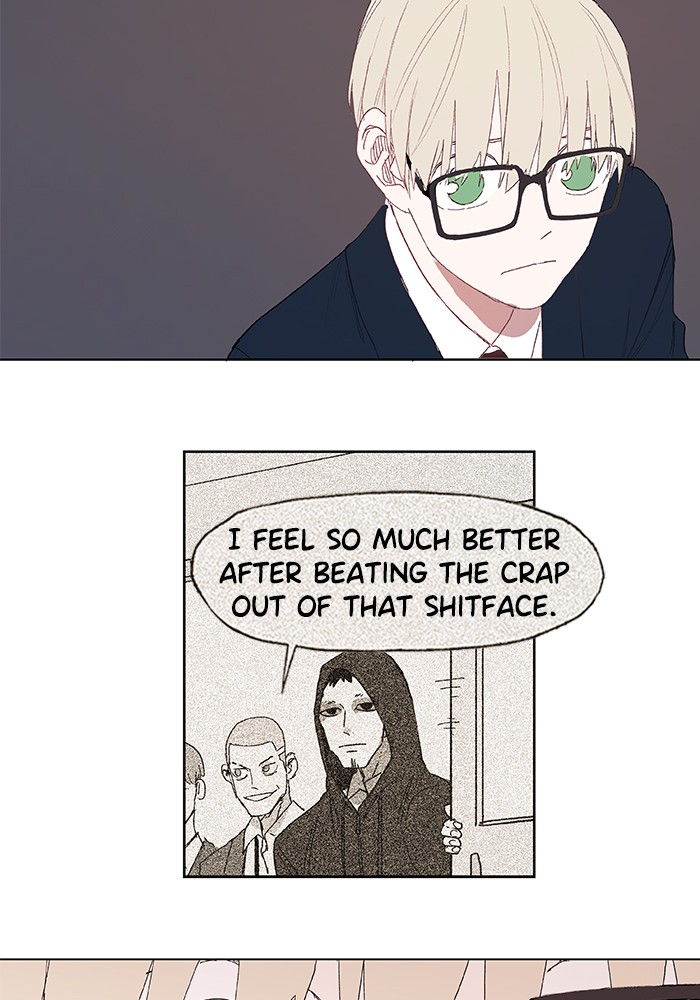 I FEEL SO MUCH BETTER
AFTER BEATING THE CRAP
OUT OF THAT SHITFACE.